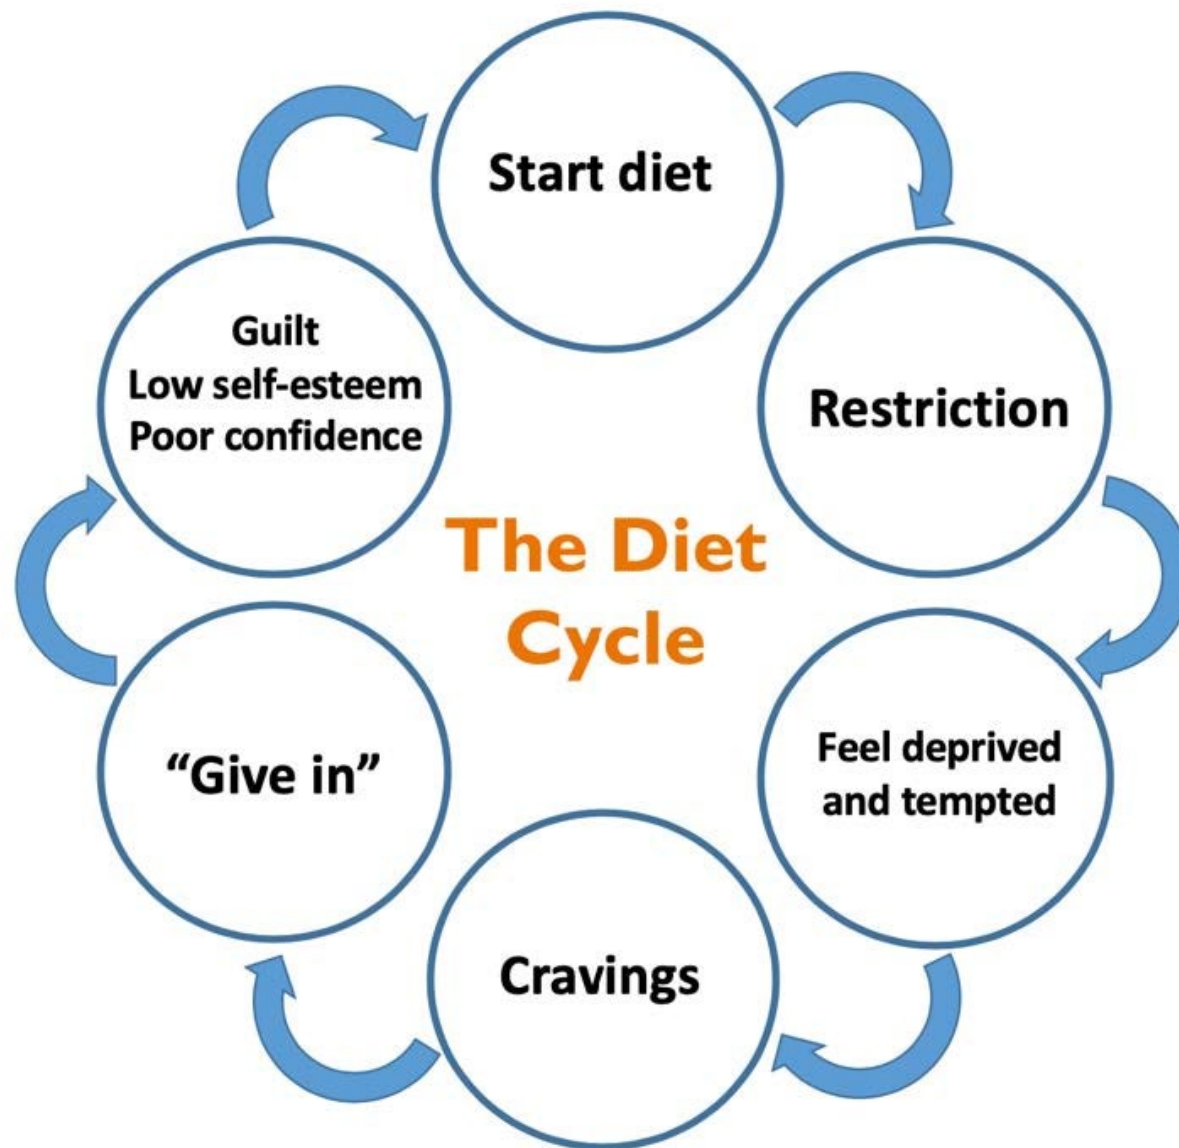 Start diet
Restriction
Feel deprived
and tempted
Cravings
“Give in”
Guilt
Low self-esteem
Poor confidence
The Diet
Cycle